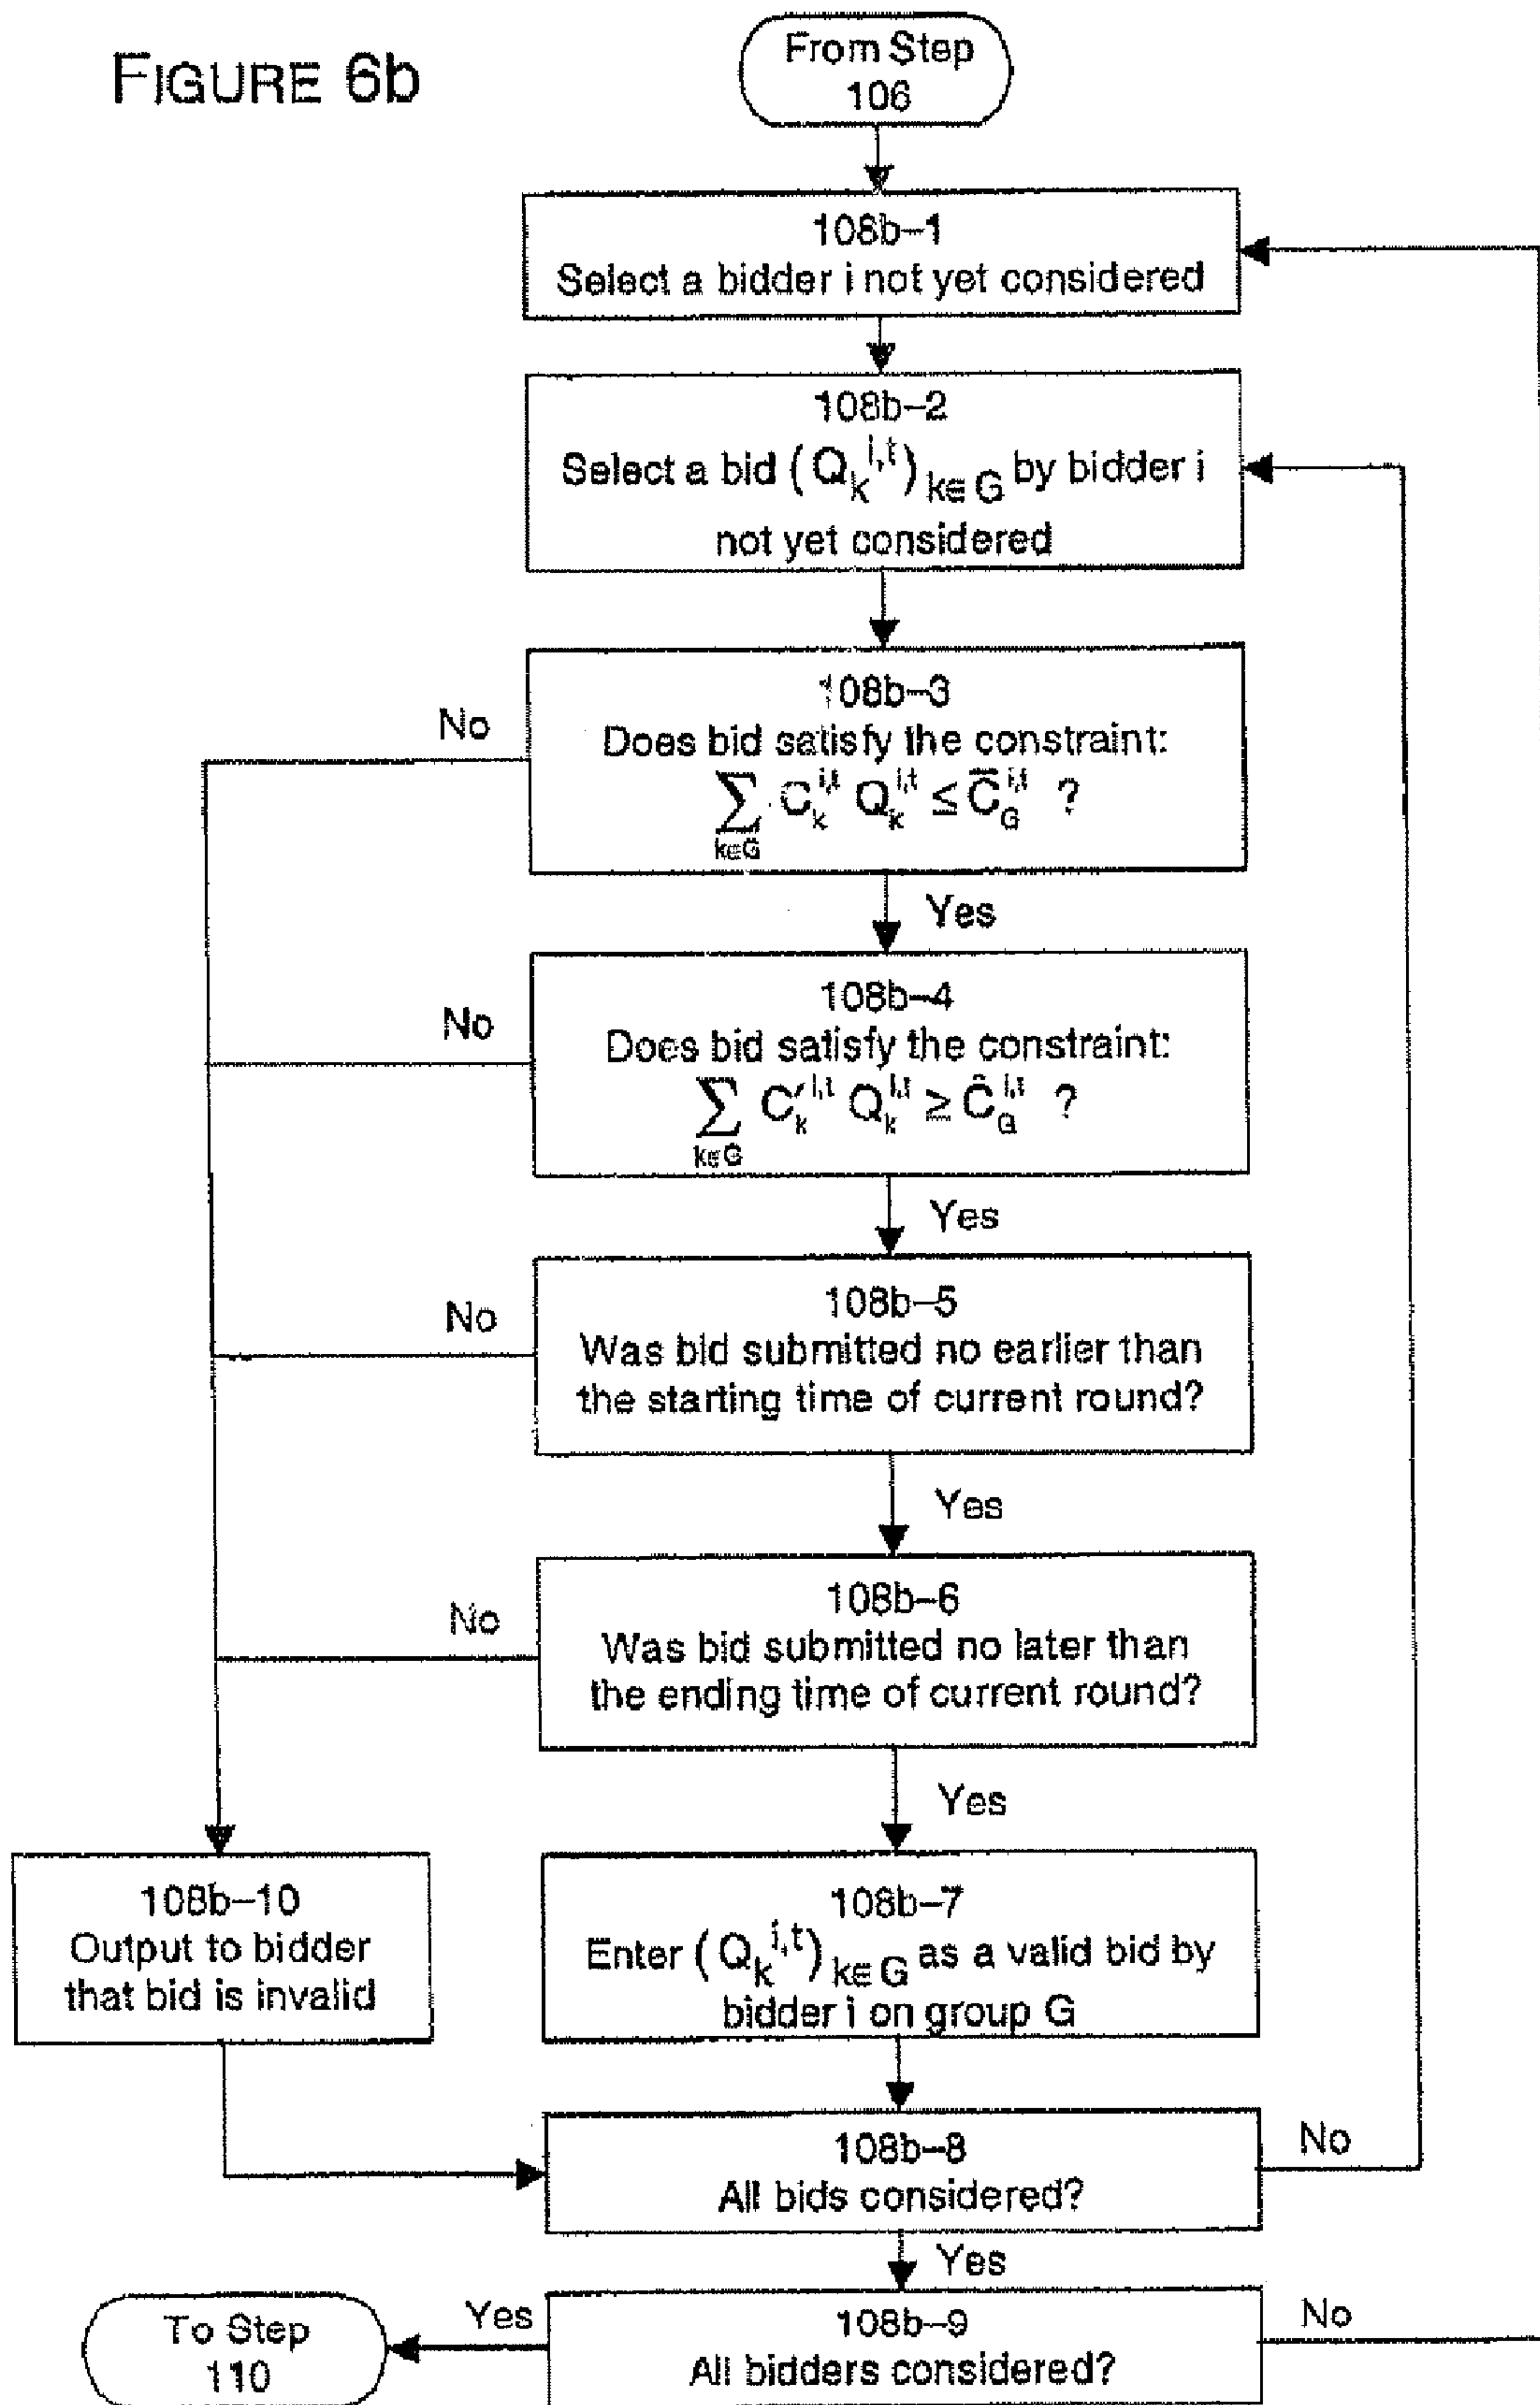 FIGURE 6b
From Step
106
108b–1
Select a bidder i not yet considered
108b–2
Select a bid (Q_k^{i,t})_{k∈G} by bidder i
not yet considered
108b–3
Does bid satisfy the constraint:
∑_{k∈G} C_k^{i,t} Q_k^{i,t} ≤ C̅_G^{i,t} ?
No
Yes
108b–4
Does bid satisfy the constraint:
∑_{k∈G} C′_k^{i,t} Q_k^{i,t} ≥ Ĉ_G^{i,t} ?
No
Yes
108b–5
Was bid submitted no earlier than
the starting time of current round?
No
Yes
108b–6
Was bid submitted no later than
the ending time of current round?
No
Yes
108b–10
Output to bidder
that bid is invalid
108b–7
Enter (Q_k^{i,t})_{k∈G} as a valid bid by
bidder i on group G
108b–8
All bids considered?
No
Yes
108b–9
All bidders considered?
No
Yes
To Step
110